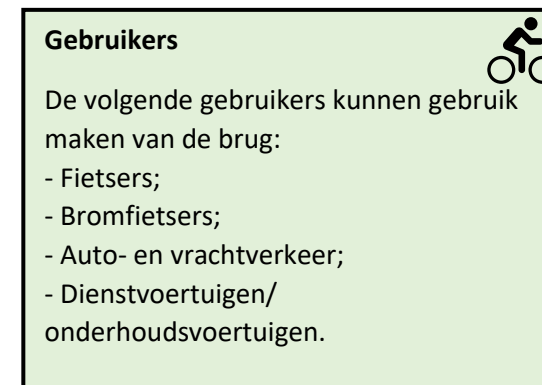 Gebruikers
De volgende gebruikers kunnen gebruik
maken van de brug:
- Fietsers;
- Bromfietsers;
- Auto- en vrachtverkeer;
- Dienstvoertuigen/
onderhoudsvoertuigen.